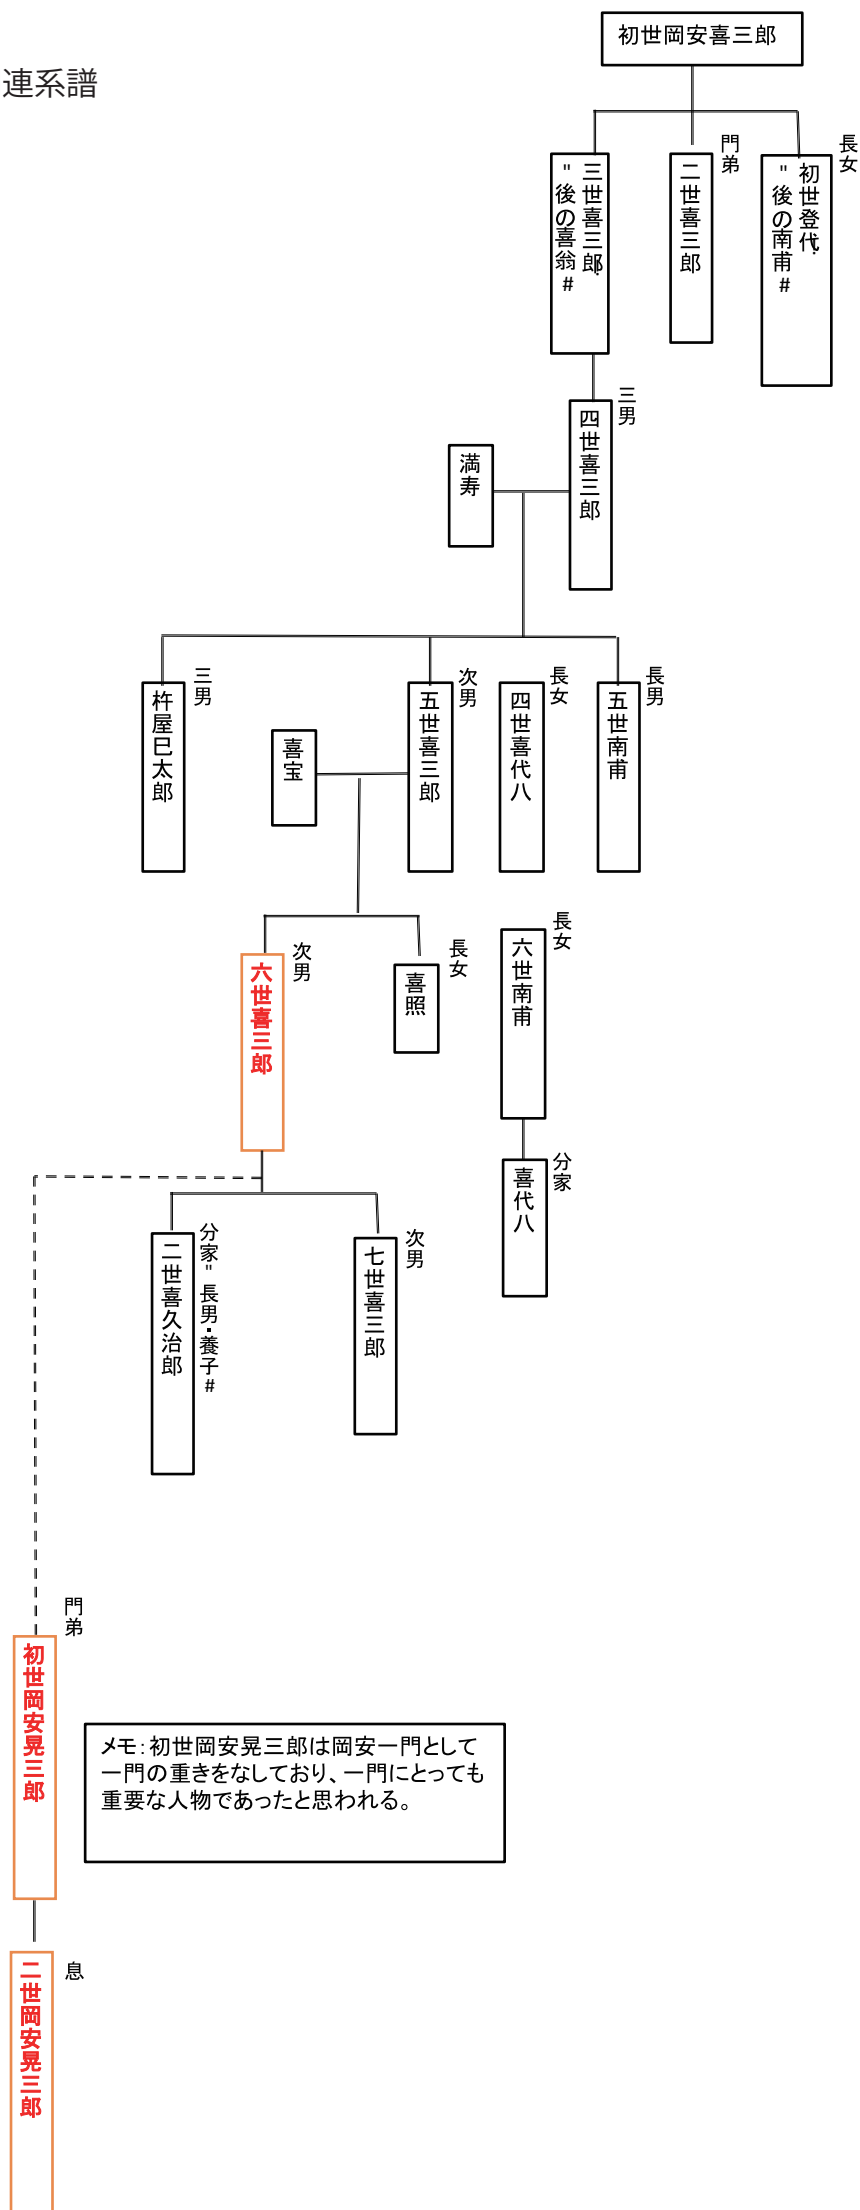 連系譜
初世岡安喜三郎
長女
初世登代・
"後の南甫#
門弟
二世喜三郎
三世喜三郎・
"後の喜翁#
三男
四世喜三郎
満寿
長男
五世南甫
長女
四世喜代八
次男
五世喜三郎
喜宝
三男
杵屋巳太郎
長女
六世南甫
長女
喜照
次男
六世喜三郎
分家
喜代八
次男
七世喜三郎
分家"長男・養子#
二世喜久治郎
門弟
初世岡安晃三郎
メモ:初世岡安晃三郎は岡安一門として
一門の重きをなしており、一門にとっても
重要な人物であったと思われる。
息
二世岡安晃三郎